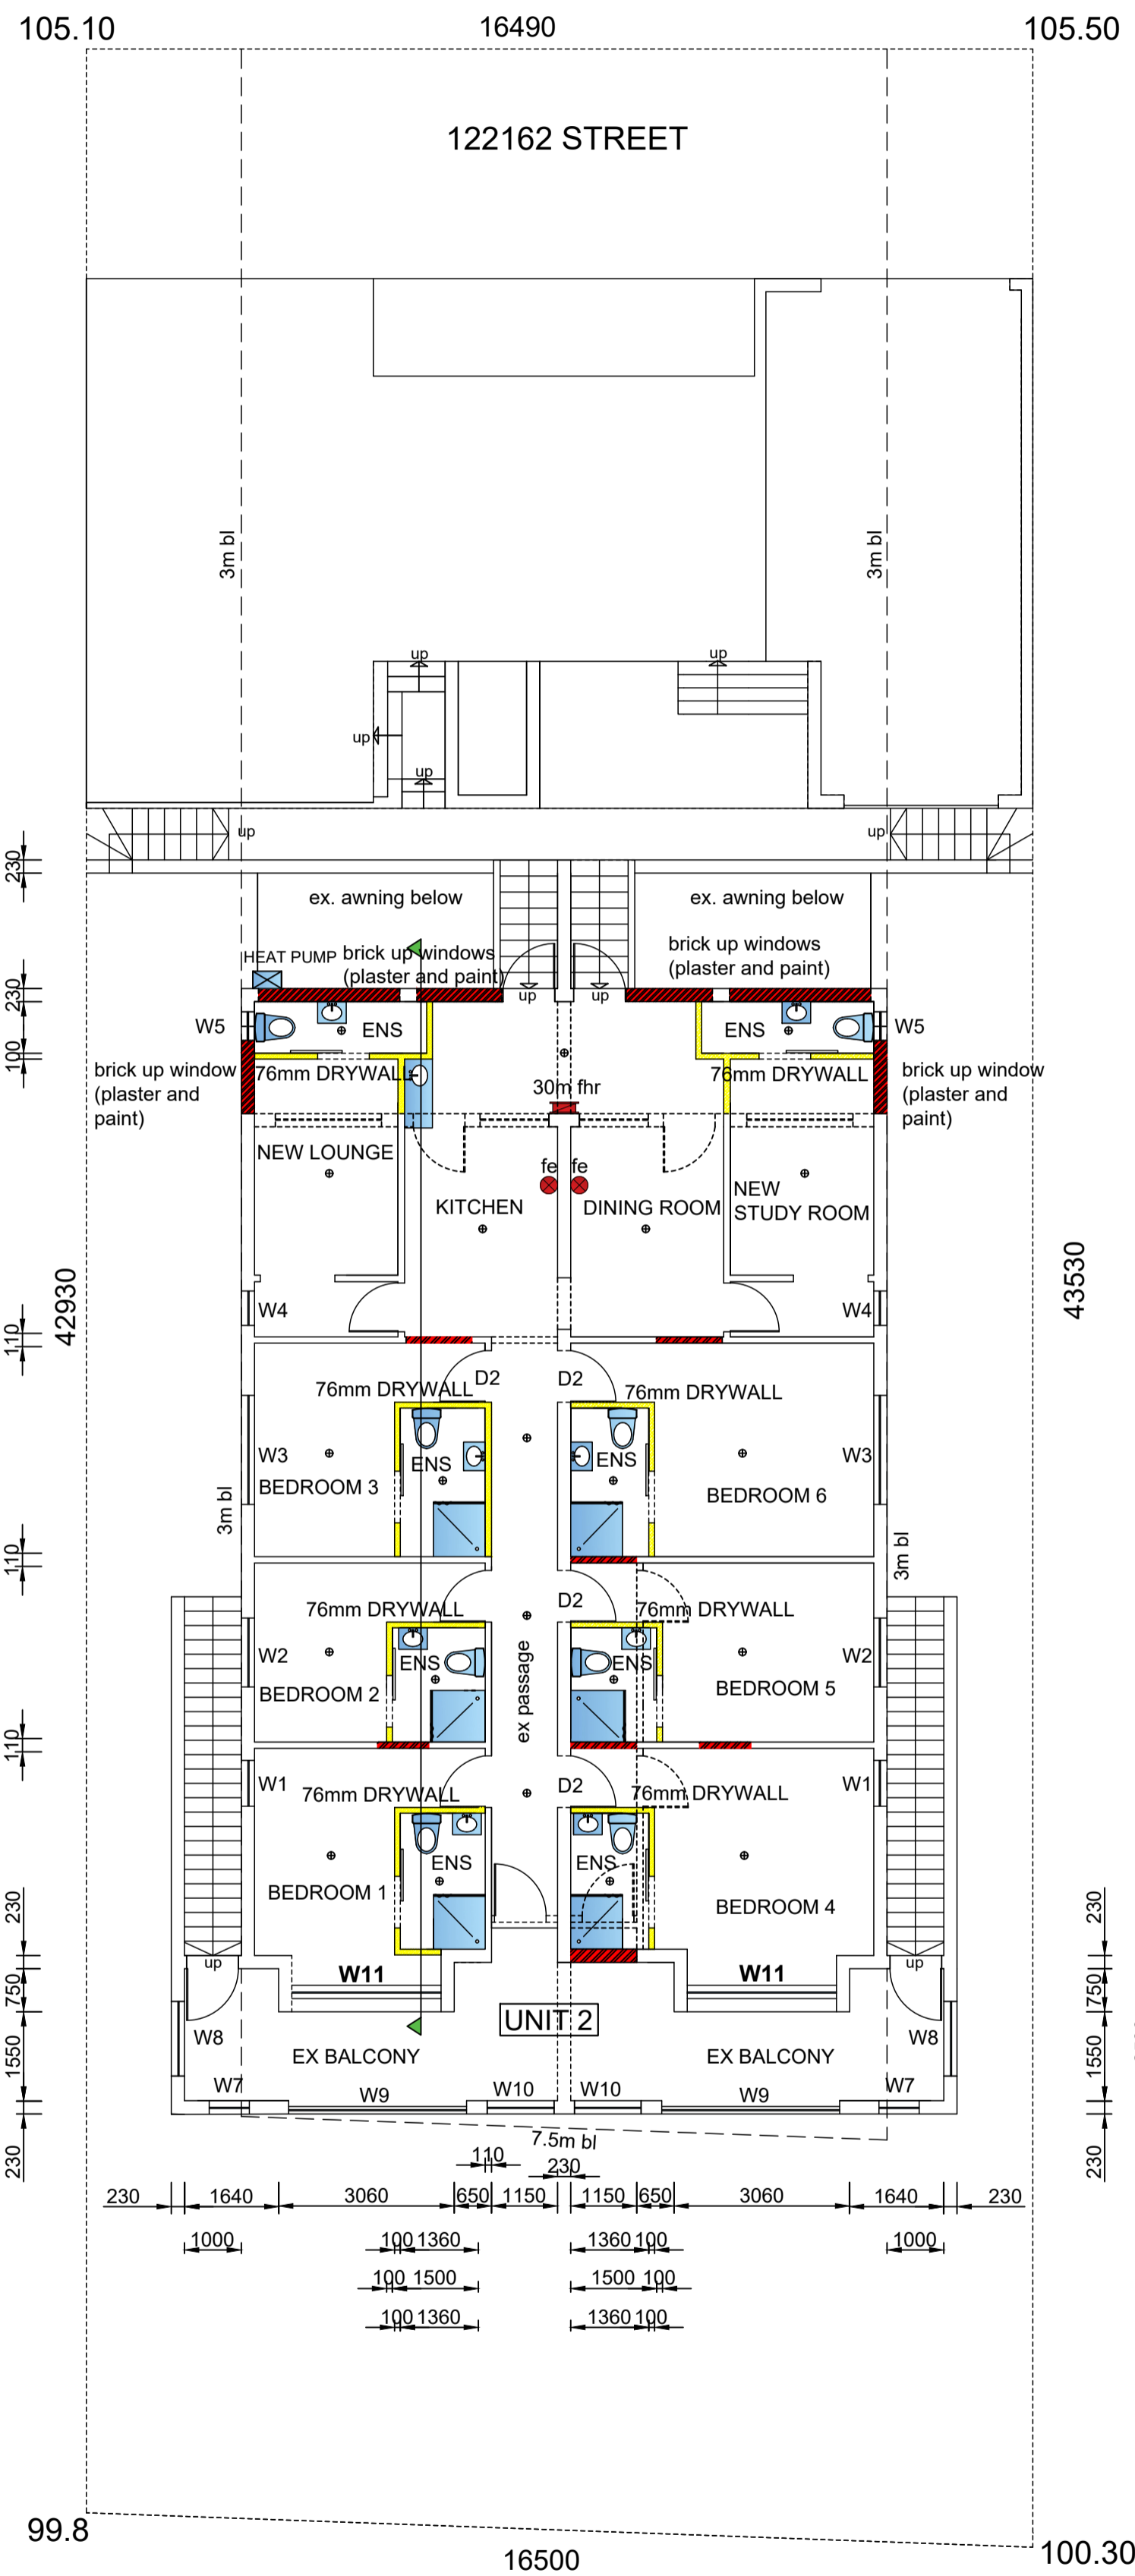 105.10
16490
105.50
122162 STREET
3m bl
3m bl
up
up
up
up
up
up
230
ex. awning below
ex. awning below
HEAT PUMP
brick up windows
(plaster and paint)
brick up windows
(plaster and paint)
up
up
230
W5
ENS
ENS
W5
100
brick up window
(plaster and
paint)
76mm DRYWALL
76mm DRYWALL
brick up window
(plaster and
paint)
30m fhr
NEW LOUNGE
fe
fe
KITCHEN
DINING ROOM
NEW
STUDY ROOM
42930
43530
W4
W4
110
D2
D2
76mm DRYWALL
76mm DRYWALL
W3
ENS
ENS
W3
BEDROOM 3
BEDROOM 6
3m bl
3m bl
110
D2
76mm DRYWALL
76mm DRYWALL
W2
ENS
ENS
W2
BEDROOM 2
ex passage
BEDROOM 5
110
W1
D2
W1
76mm DRYWALL
76mm DRYWALL
ENS
ENS
BEDROOM 1
BEDROOM 4
230
230
up
up
W11
W11
750
750
UNIT 2
W8
W8
1550
1550
EX BALCONY
EX BALCONY
W7
W9
W10
W10
W9
W7
230
230
7.5m bl
110
230
230
1640
3060
650
1150
1150
650
3060
1640
230
1000
100
1360
1360
100
1000
100
1500
1500
100
100
1360
1360
100
99.8
16500
100.30